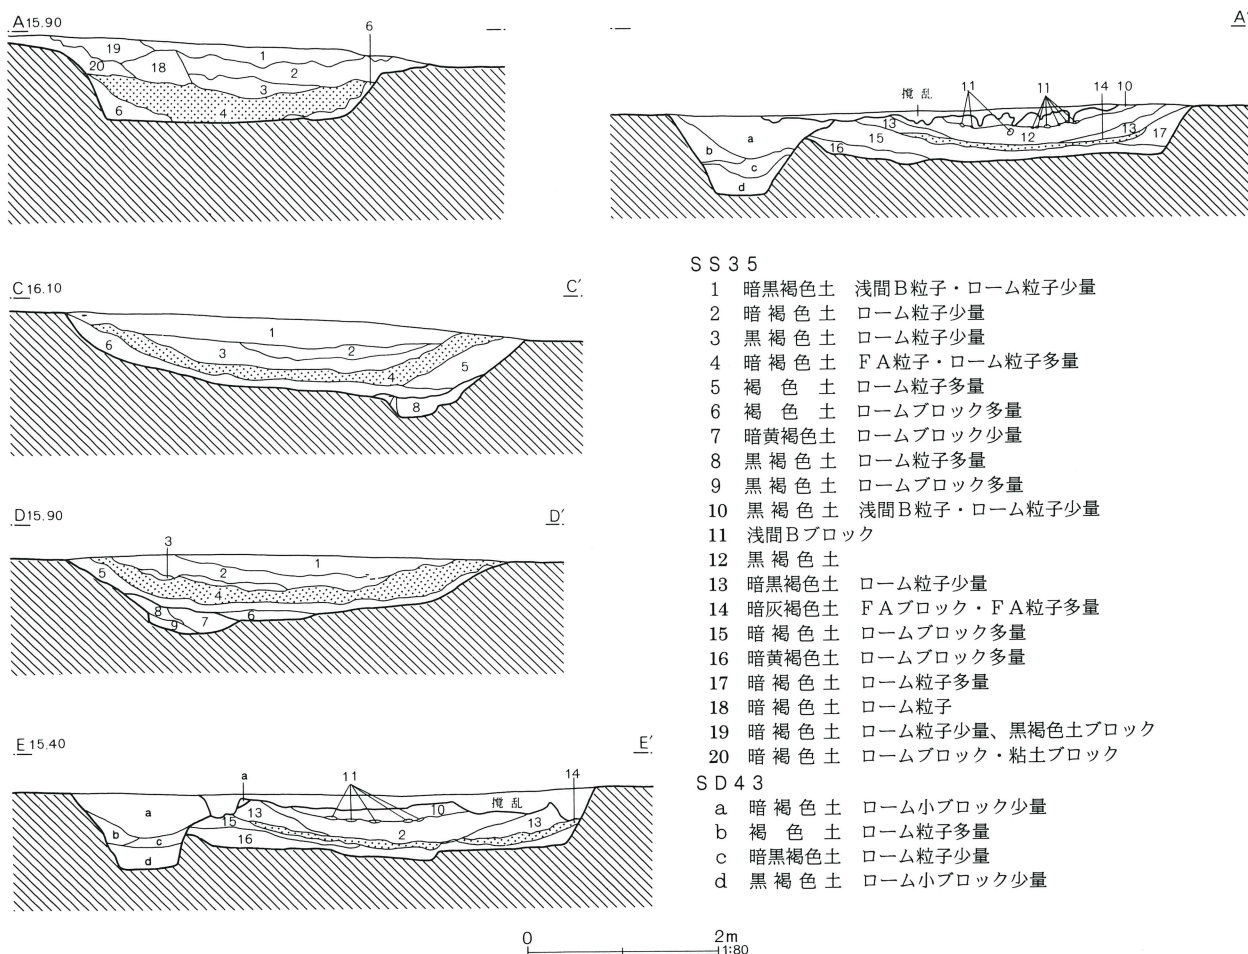 A15.90
6
19
20
18
1
2
3
6
4
A'
撹乱
11
11
14
10
13
15
16
12
13
17
a
b
c
d
C16.10
C′
1
3
2
6
4
5
8
D15.90
D′
3
1
2
5
4
8
9
7
6
E15.40
E′
a
11
14
a
13
10
撹乱
15
13
2
16
b
c
d
SS35
1 暗黒褐色土 浅間B粒子・ローム粒子少量
2 暗褐色土 ローム粒子少量
3 黒褐色土 ローム粒子少量
4 暗褐色土 FA粒子・ローム粒子多量
5 褐色土 ローム粒子多量
6 褐色土 ロームブロック多量
7 暗黄褐色土 ロームブロック少量
8 黒褐色土 ローム粒子多量
9 黒褐色土 ロームブロック多量
10 黒褐色土 浅間B粒子・ローム粒子少量
11 浅間Bブロック
12 黒褐色土
13 暗黒褐色土 ローム粒子少量
14 暗灰褐色土 FAブロック・FA粒子多量
15 暗褐色土 ロームブロック多量
16 暗黄褐色土 ロームブロック多量
17 暗褐色土 ローム粒子多量
18 暗褐色土 ローム粒子
19 暗褐色土 ローム粒子少量、黒褐色土ブロック
20 暗褐色土 ロームブロック・粘土ブロック
SD43
a 暗褐色土 ローム小ブロック少量
b 褐色土 ローム粒子多量
c 暗黒褐色土 ローム粒子少量
d 黒褐色土 ローム小ブロック少量
0 2m
1:80